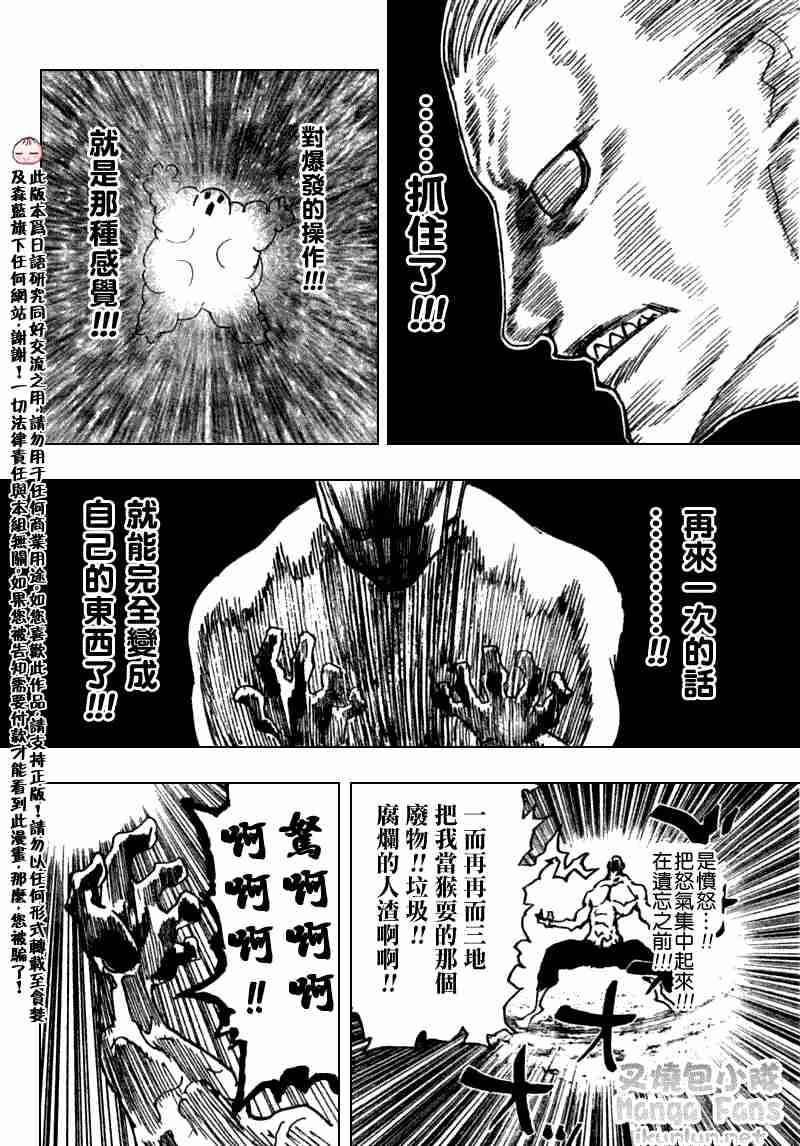 ……抓住了!!!
對爆發的操作!!!
就是那種感覺!!!
再來一次的話
…………!!
就能完全變成
自己的東西了!!!
是憤怒…!!
把怒氣集中起來!!!
在遺忘之前!!!
一而再再而三地
把我當猴耍的那個
廢物!!垃圾!!
腐爛的人渣啊啊!!
駑啊啊啊
啊啊啊啊!!
此版本為日語研究同好交流之用,請勿用于任何商業用途,如您喜歡此作品,請支持正版!請勿以任何形式轉載至貪婪
及森藍旗下任何網站,謝謝!一切法律責任與本組無關,如果您被告知需要付款才能看到此漫畫,那麼,您被騙了!
叉燒包小隊
Manga Fans